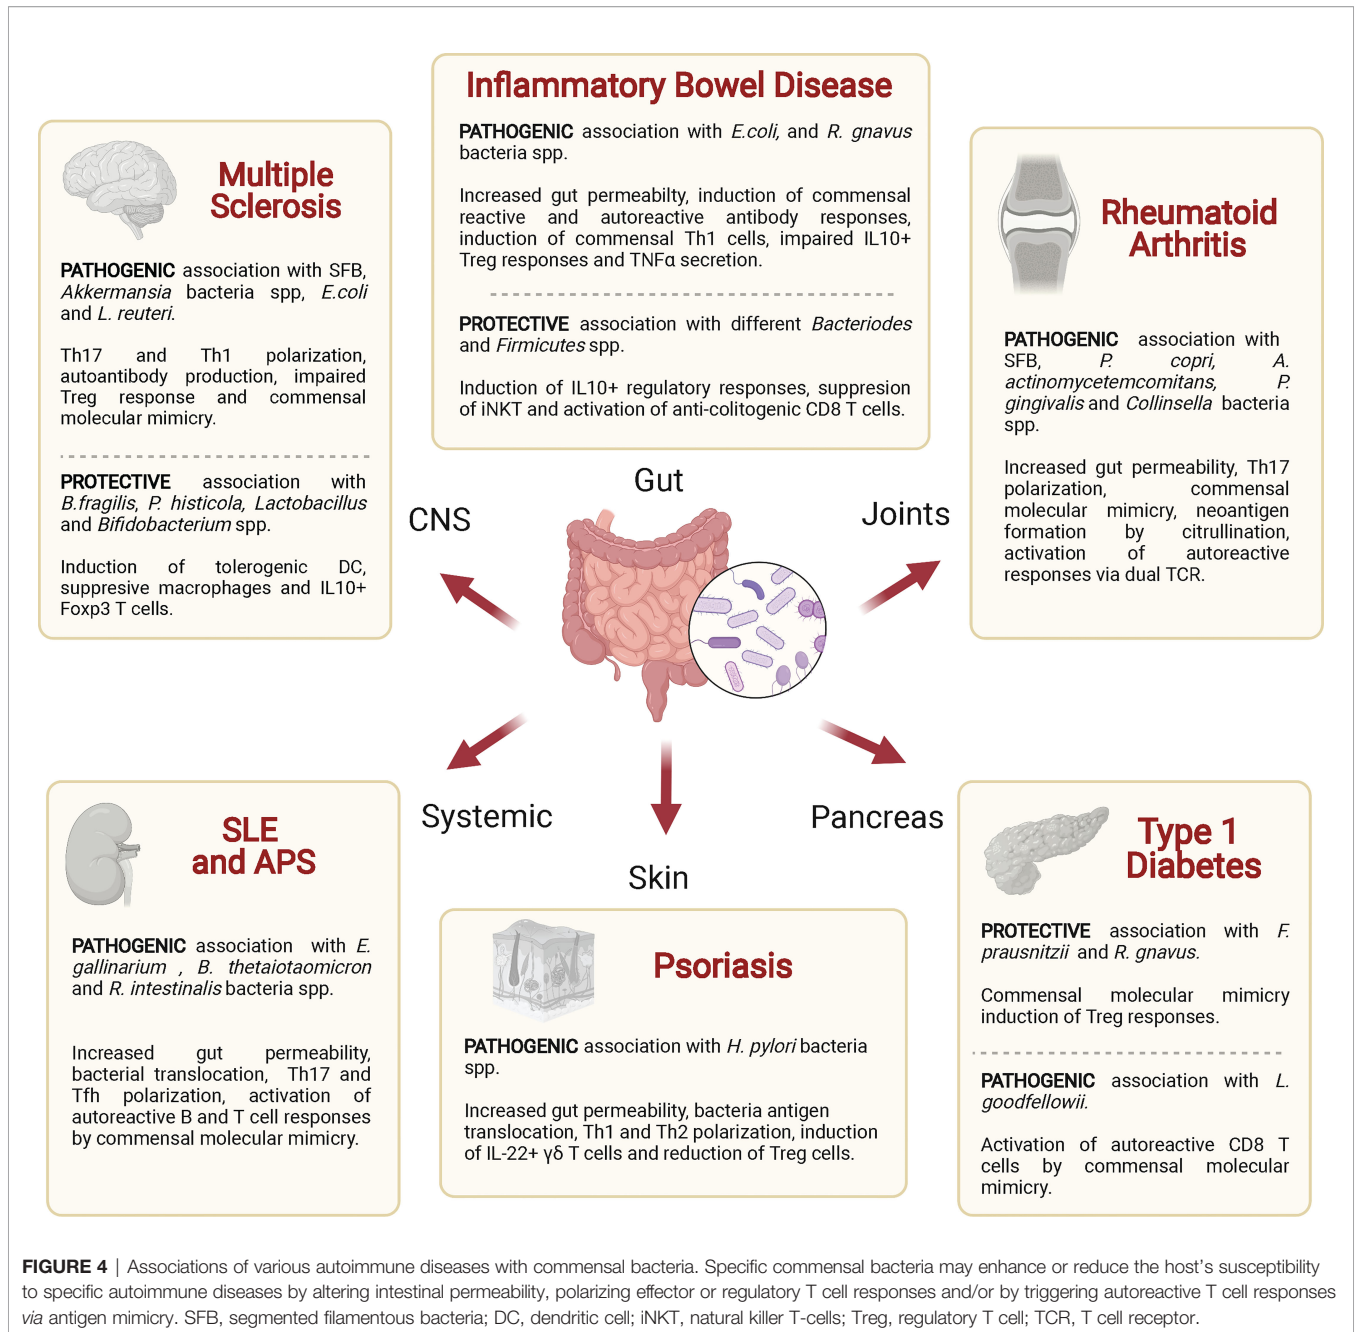 Inflammatory Bowel Disease
PATHOGENIC association with E.coli, and R. gnavus
bacteria spp.
Increased gut permeabilty, induction of commensal
reactive and autoreactive antibody responses,
induction of commensal Th1 cells, impaired IL10+
Treg responses and TNFα secretion.
PROTECTIVE association with different Bacteriodes
and Firmicutes spp.
Induction of IL10+ regulatory responses, suppresion
of iNKT and activation of anti-colitogenic CD8 T cells.
Multiple
Sclerosis
PATHOGENIC association with SFB,
Akkermansia bacteria spp, E.coli
and L. reuteri.
Th17 and Th1 polarization,
autoantibody production, impaired
Treg response and commensal
molecular mimicry.
PROTECTIVE association with
B.fragilis, P. histicola, Lactobacillus
and Bifidobacterium spp.
Induction of tolerogenic DC,
suppresive macrophages and IL10+
Foxp3 T cells.
Rheumatoid
Arthritis
PATHOGENIC association with
SFB, P. copri, A.
actinomycetemcomitans, P.
gingivalis and Collinsella bacteria
spp.
Increased gut permeability, Th17
polarization, commensal
molecular mimicry, neoantigen
formation by citrullination,
activation of autoreactive
responses via dual TCR.
Gut
CNS
Joints
Systemic
Skin
Pancreas
SLE
and APS
PATHOGENIC association with E.
gallinarium , B. thetaiotaomicron
and R. intestinalis bacteria spp.
Increased gut permeability,
bacterial translocation, Th17 and
Tfh polarization, activation of
autoreactive B and T cell responses
by commensal molecular mimicry.
Psoriasis
PATHOGENIC association with H. pylori bacteria
spp.
Increased gut permeability, bacteria antigen
translocation, Th1 and Th2 polarization, induction
of IL-22+ γδ T cells and reduction of Treg cells.
Type 1
Diabetes
PROTECTIVE association with F.
prausnitzii and R. gnavus.
Commensal molecular mimicry
induction of Treg responses.
PATHOGENIC association with L.
goodfellowii.
Activation of autoreactive CD8 T
cells by commensal molecular
mimicry.
FIGURE 4 | Associations of various autoimmune diseases with commensal bacteria. Specific commensal bacteria may enhance or reduce the host's susceptibility
to specific autoimmune diseases by altering intestinal permeability, polarizing effector or regulatory T cell responses and/or by triggering autoreactive T cell responses
via antigen mimicry. SFB, segmented filamentous bacteria; DC, dendritic cell; iNKT, natural killer T-cells; Treg, regulatory T cell; TCR, T cell receptor.